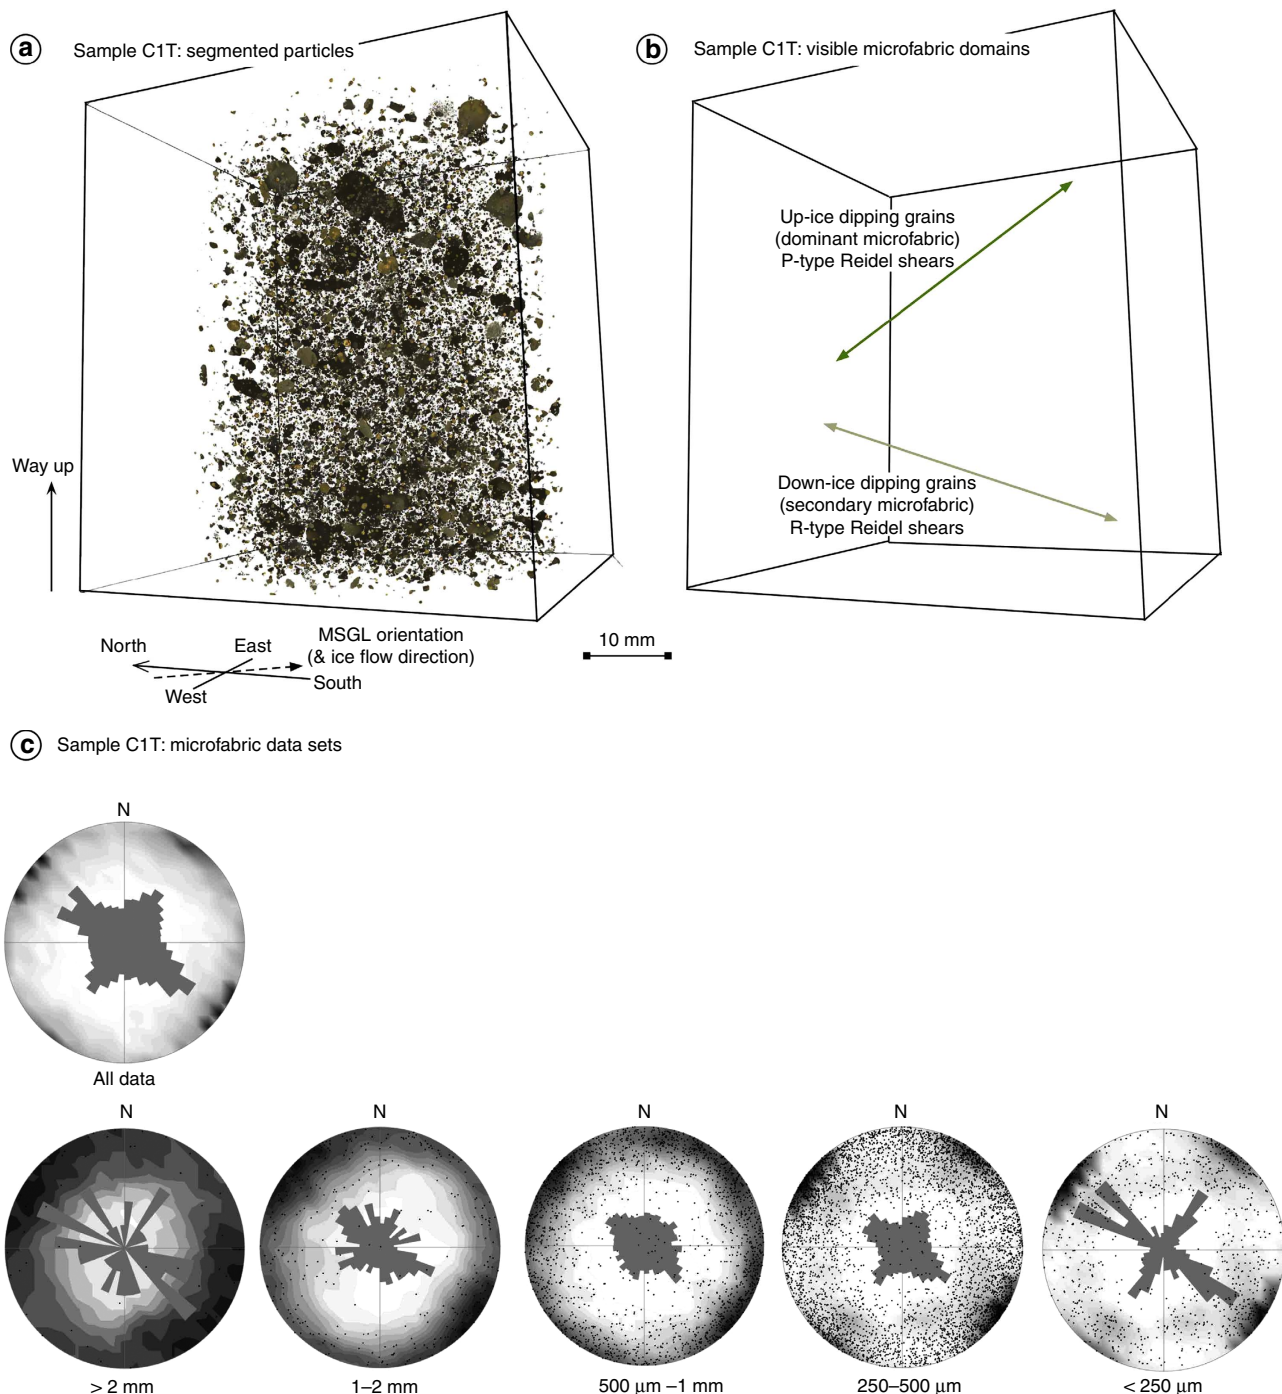 a Sample C1T: segmented particles
b Sample C1T: visible microfabric domains
Up-ice dipping grains
(dominant microfabric)
P-type Reidel shears
Down-ice dipping grains
(secondary microfabric)
R-type Reidel shears
Way up
North
East
West
South
MSGL orientation
(& ice flow direction)
10 mm
c Sample C1T: microfabric data sets
N
All data
N
N
N
N
N
> 2 mm
1–2 mm
500 µm –1 mm
250–500 µm
< 250 µm